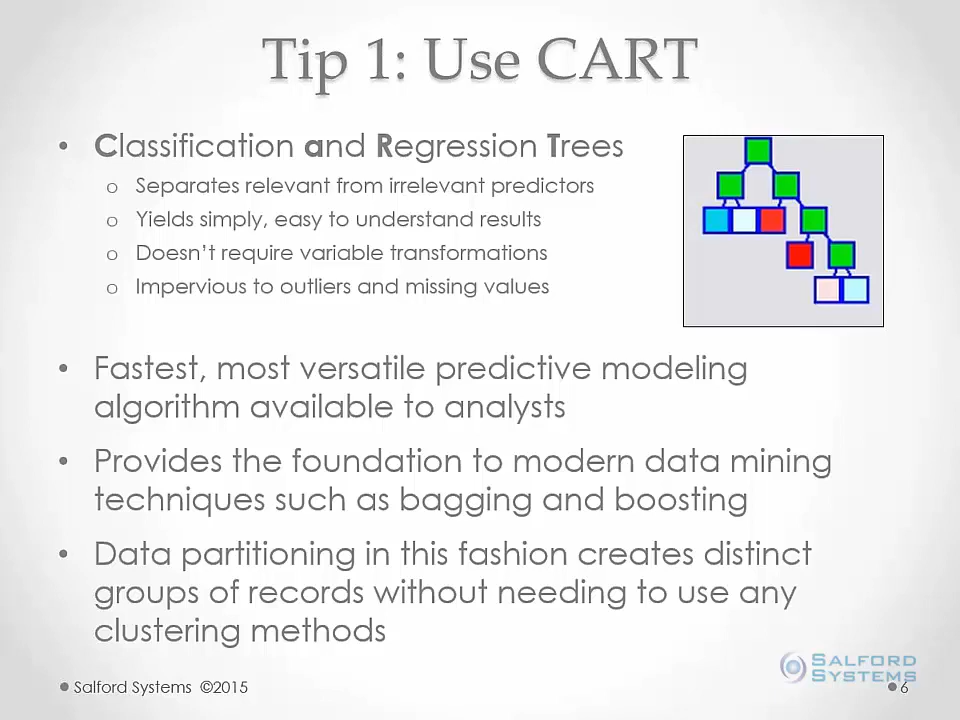 Tip 1: Use CART
• Classification and Regression Trees
o Separates relevant from irrelevant predictors
o Yields simply, easy to understand results
o Doesn’t require variable transformations
o Impervious to outliers and missing values
• Fastest, most versatile predictive modeling
algorithm available to analysts
• Provides the foundation to modern data mining
techniques such as bagging and boosting
• Data partitioning in this fashion creates distinct
groups of records without needing to use any
clustering methods
SALFORD
SYSTEMS
Salford Systems ©2015
6